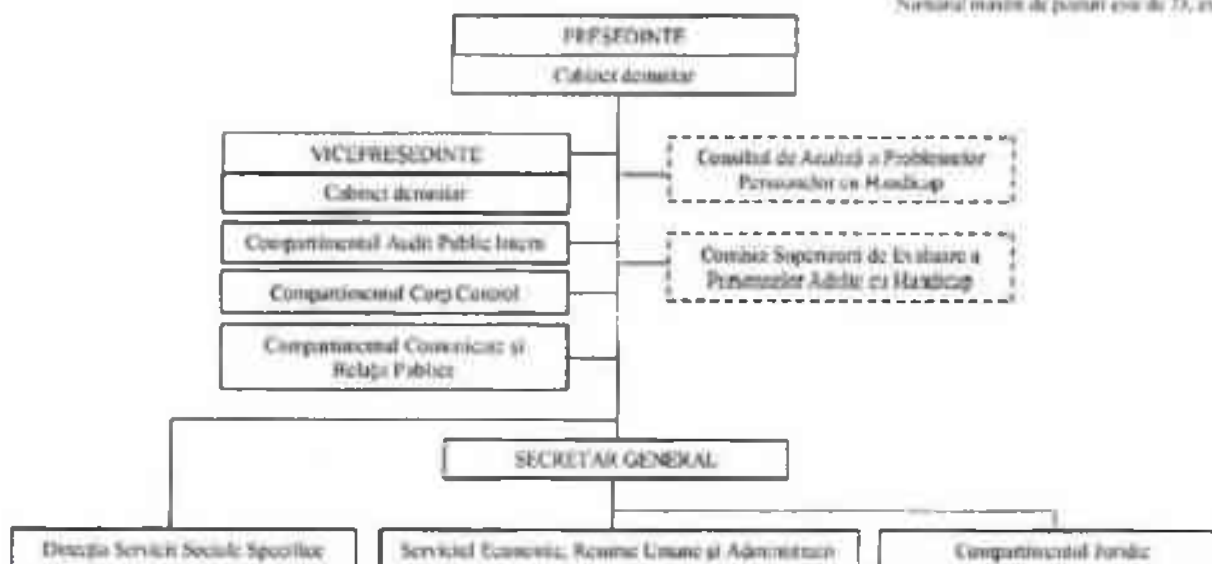 Numărul maxim de posturi este de
PREȘEDINTE
Cabinet demnitar
VICEPREȘEDINTE
Cabinet demnitar
Consiliul de Analiză a Problemelor
Persoanelor cu Handicap
Compartimentul Audit Public Intern
Comisia Superioară de Evaluare a
Persoanelor Adulte cu Handicap
Compartimentul Corp Control
Compartimentul Comunicare și
Relații Publice
SECRETAR GENERAL
Direcția Servicii Sociale Specifice
Serviciul Economic, Resurse Umane și Administrativ
Compartimentul Juridic